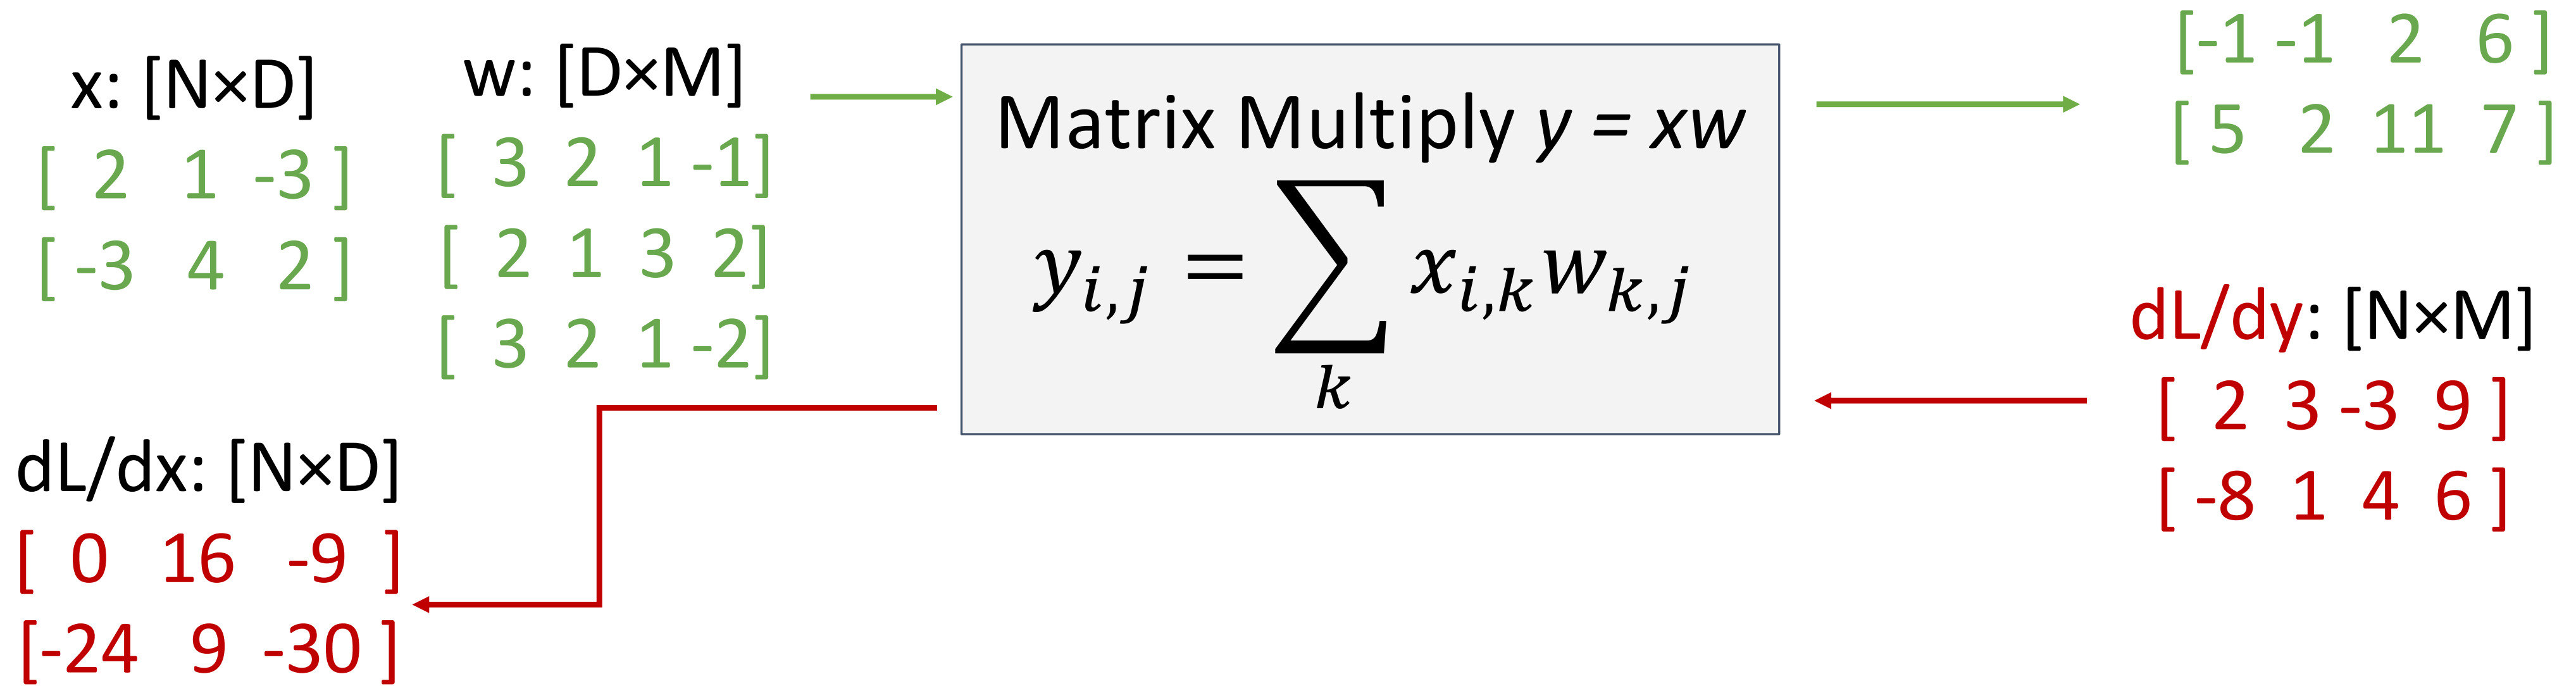 x: [N×D]
[ 2 1 -3 ]
[ -3 4 2 ]
w: [D×M]
[ 3 2 1 -1]
[ 2 1 3 2]
[ 3 2 1 -2]
Matrix Multiply y = xw
y_{i,j} = ∑_k x_{i,k} w_{k,j}
[-1 -1 2 6 ]
[ 5 2 11 7 ]
dL/dy: [N×M]
[ 2 3 -3 9 ]
[ -8 1 4 6 ]
dL/dx: [N×D]
[ 0 16 -9 ]
[-24 9 -30 ]